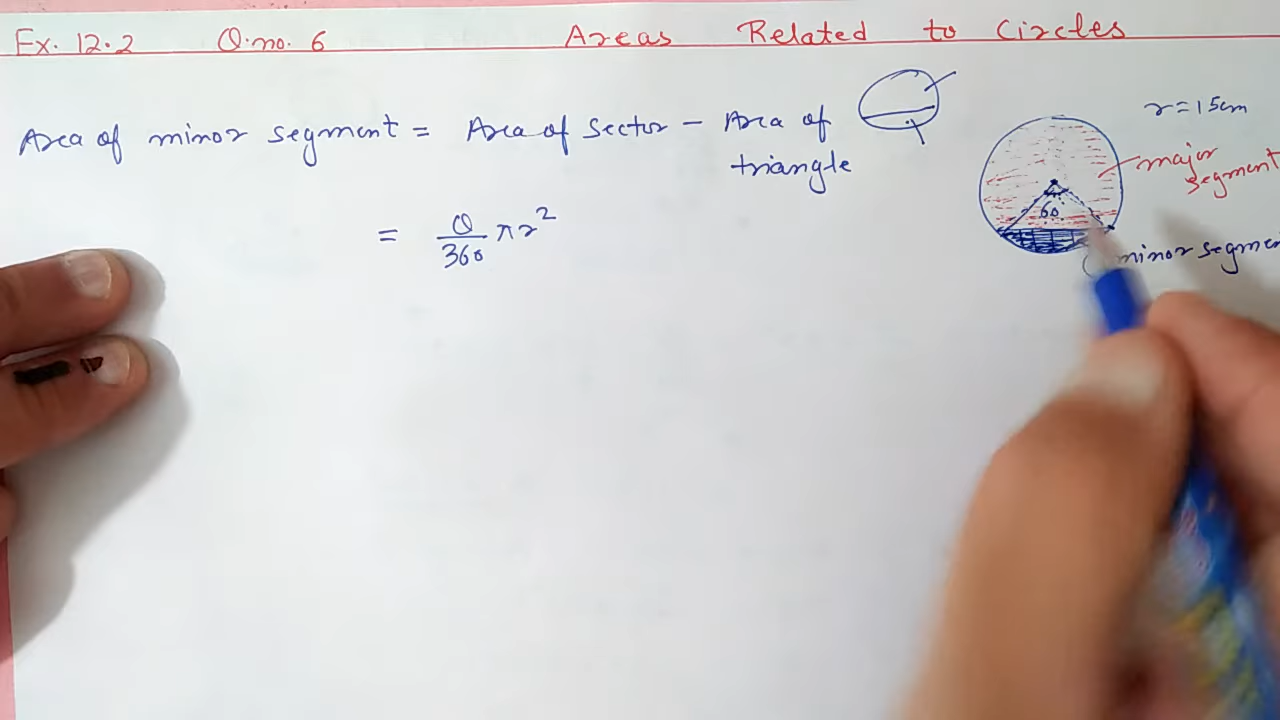 Ex. 12.2 Q.no. 6 Areas Related to Circles
r = 15cm
Area of minor segment = Area of Sector - Area of triangle
major segment
60°
= θ/360 πr²
minor segmen